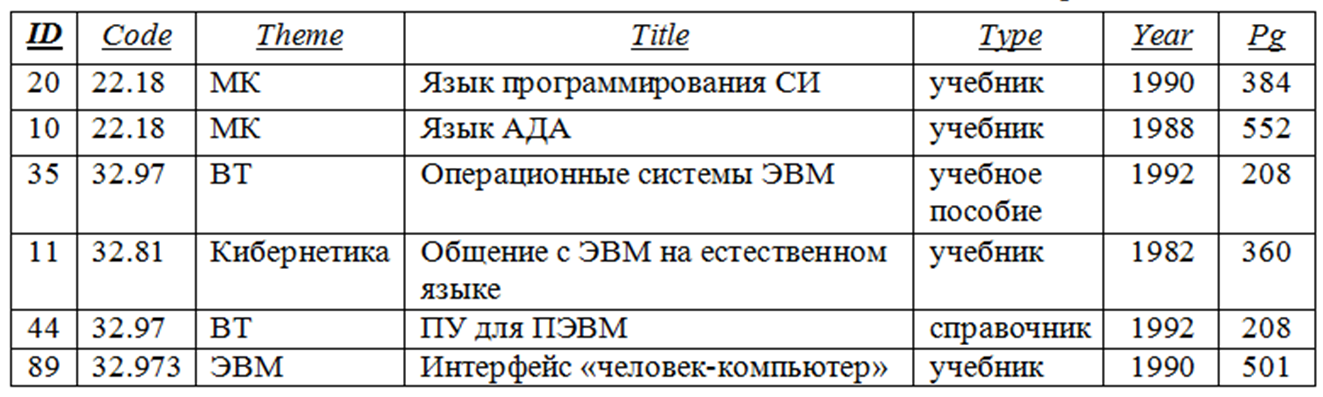 ID Code Theme Title Type Year Pg
20 22.18 МК Язык программирования СИ учебник 1990 384
10 22.18 МК Язык АДА учебник 1988 552
35 32.97 ВТ Операционные системы ЭВМ учебное 1992 208
пособие
11 32.81 Кибернетика Общение с ЭВМ на естественном учебник 1982 360
языке
44 32.97 ВТ ПУ для ПЭВМ справочник 1992 208
89 32.973 ЭВМ Интерфейс «человек-компьютер» учебник 1990 501